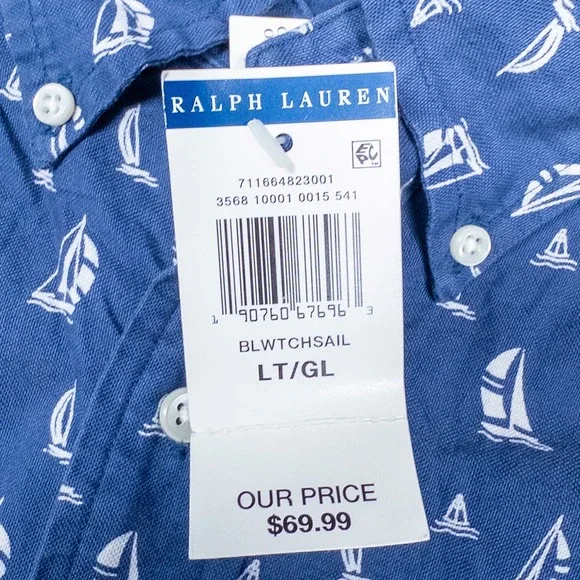 RALPH LAUREN
711664823001
3568 10001 0015 541
1 90760 67696 3
BLWTCHSAIL
LT/GL
OUR PRICE
$69.99